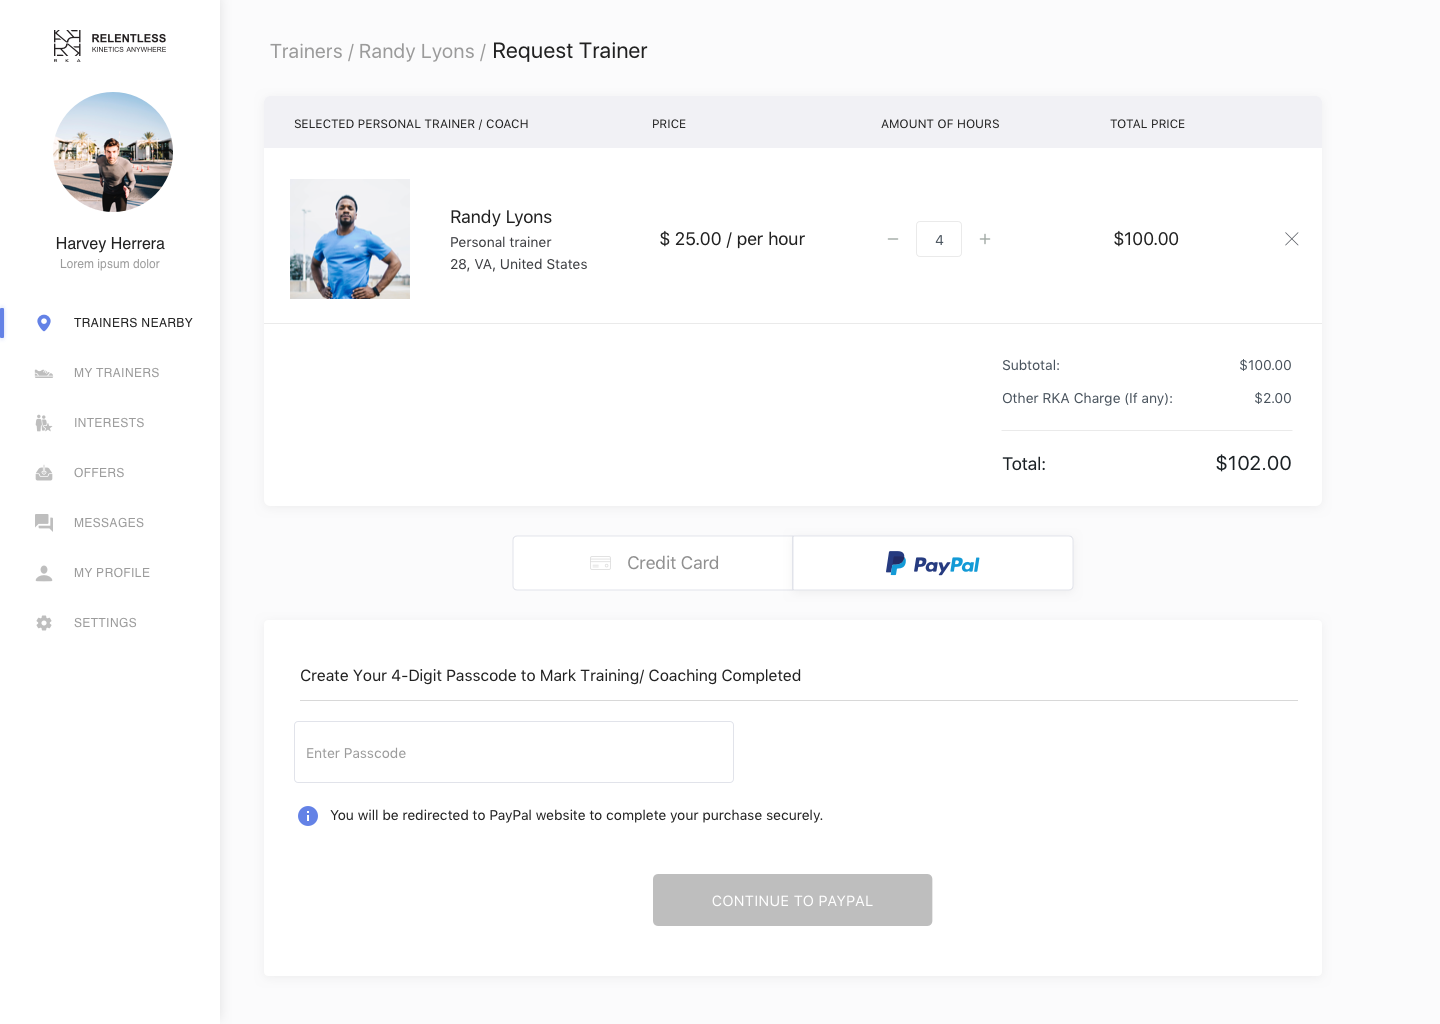 RELENTLESS
KINETICS ANYWHERE
R K A
Harvey Herrera
Lorem ipsum dolor
TRAINERS NEARBY
MY TRAINERS
INTERESTS
OFFERS
MESSAGES
MY PROFILE
SETTINGS
Trainers / Randy Lyons / Request Trainer
SELECTED PERSONAL TRAINER / COACH PRICE AMOUNT OF HOURS TOTAL PRICE
Randy Lyons
Personal trainer
28, VA, United States
$ 25.00 / per hour − 4 + $100.00
Subtotal: $100.00
Other RKA Charge (If any): $2.00
Total: $102.00
Credit Card PayPal
Create Your 4-Digit Passcode to Mark Training/ Coaching Completed
Enter Passcode
You will be redirected to PayPal website to complete your purchase securely.
CONTINUE TO PAYPAL